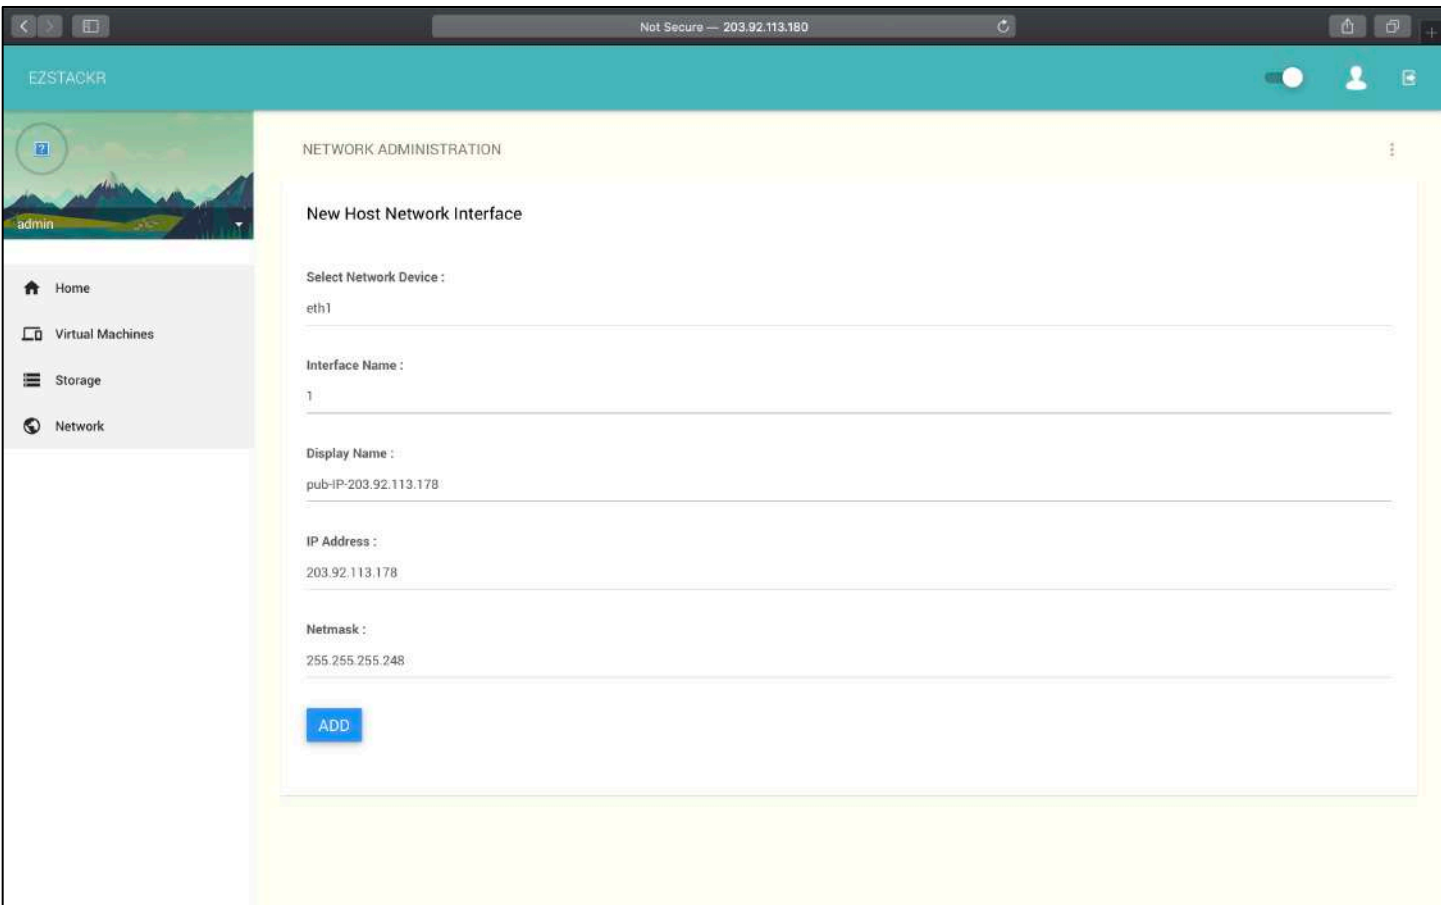 Not Secure — 203.92.113.180
EZSTACKR
NETWORK ADMINISTRATION
admin
Home
Virtual Machines
Storage
Network
New Host Network Interface
Select Network Device :
eth1
Interface Name :
1
Display Name :
pub-IP-203.92.113.178
IP Address :
203.92.113.178
Netmask :
255.255.255.248
ADD